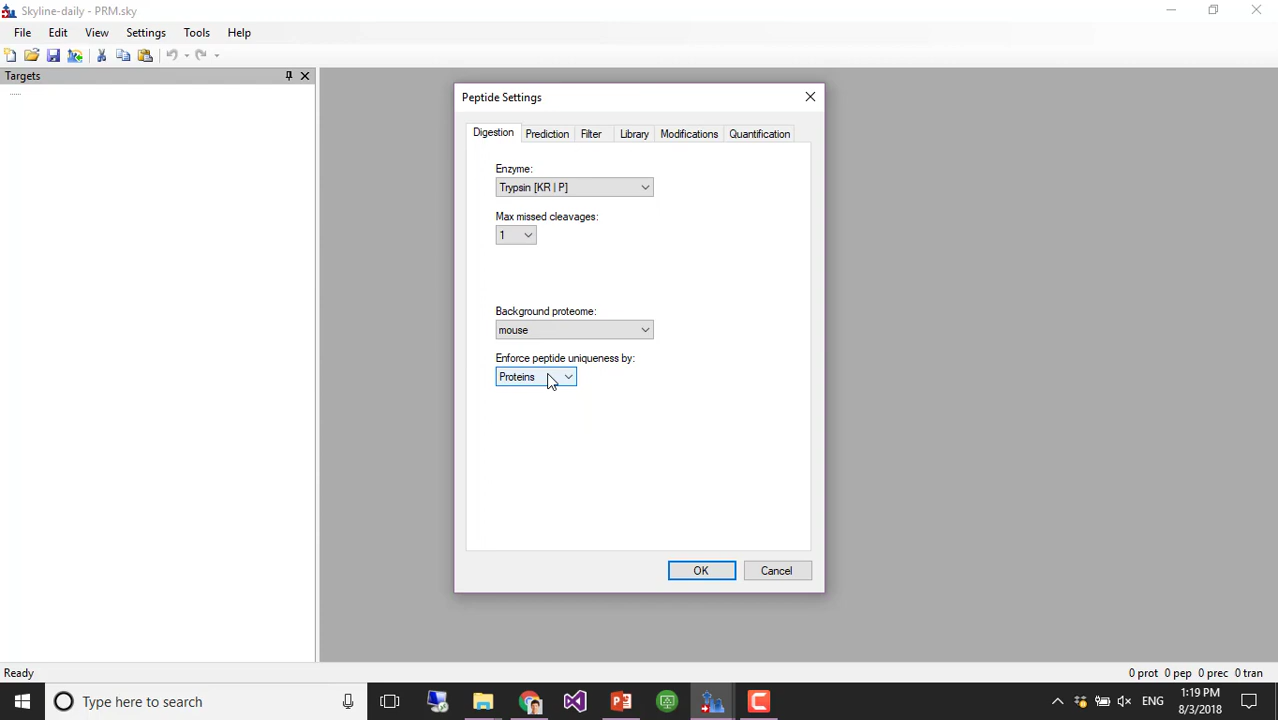 Skyline-daily - PRM.sky
File Edit View Settings Tools Help
Targets
Peptide Settings
Digestion Prediction Filter Library Modifications Quantification
Enzyme:
Trypsin [KR | P]
Max missed cleavages:
1
Background proteome:
mouse
Enforce peptide uniqueness by:
Proteins
OK Cancel
Ready 0 prot 0 pep 0 prec 0 tran
Type here to search ENG 1:19 PM
8/3/2018